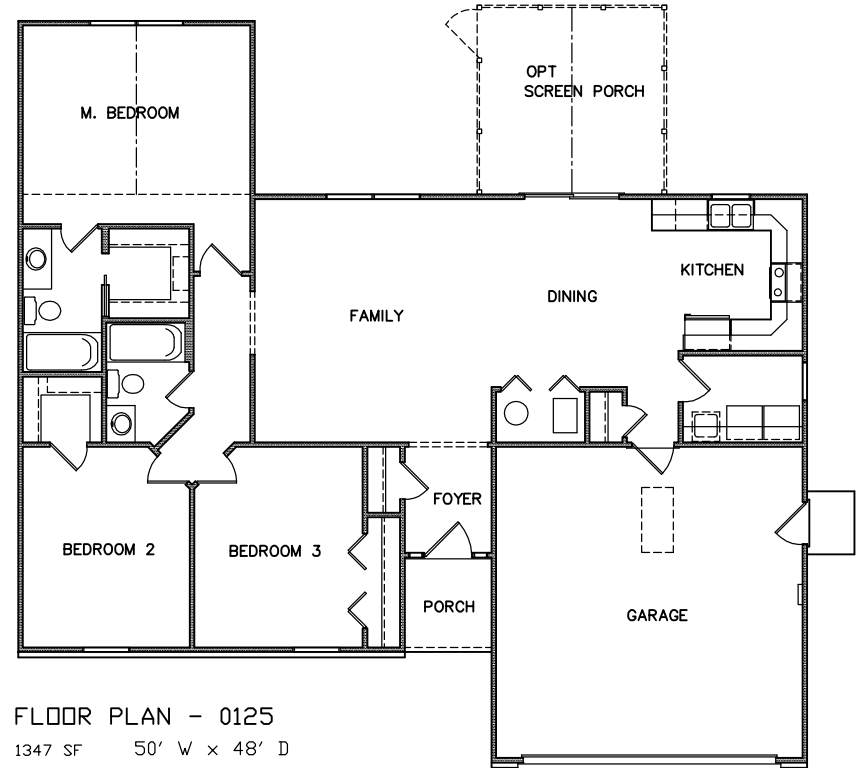 OPT
SCREEN PORCH
M. BEDROOM
KITCHEN
DINING
FAMILY
FOYER
BEDROOM 2
BEDROOM 3
PORCH
GARAGE
FLOOR PLAN - 0125
1347 SF 50' W x 48' D